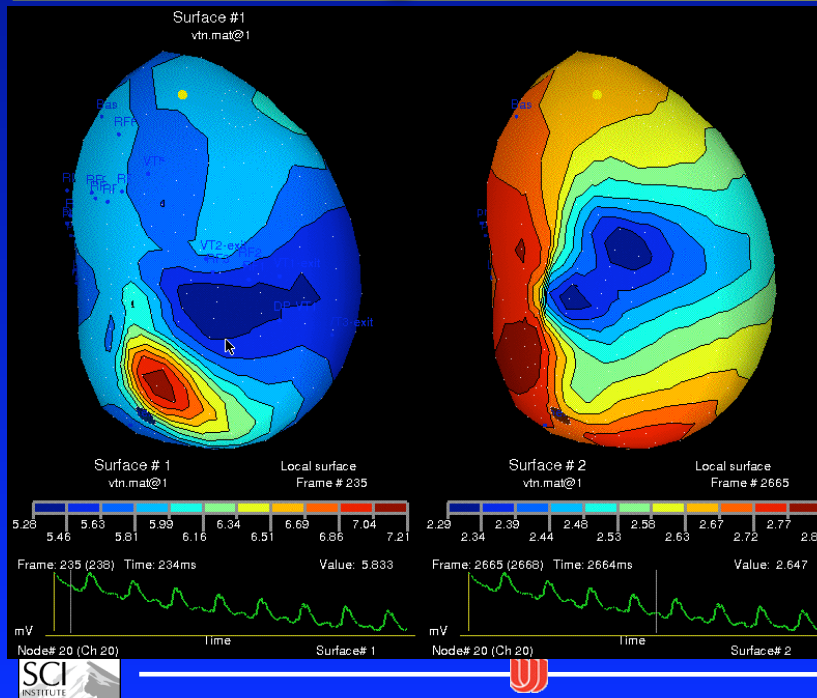 Surface #1
vtn.mat@1
Bas
VT2-exit
RF2
Bas
Surface # 1
vtn.mat@1
Local surface
Frame # 235
5.28 5.46 5.63 5.81 5.99 6.16 6.34 6.51 6.69 6.86 7.04 7.21
Frame: 235 (238) Time: 234ms Value: 5.833
mV
Time
Node# 20 (Ch 20) Surface# 1
Surface # 2
vtn.mat@1
Local surface
Frame # 2665
2.29 2.34 2.39 2.44 2.48 2.53 2.58 2.63 2.67 2.72 2.77
Frame: 2665 (2668) Time: 2664ms Value: 2.647
mV
Time
Node# 20 (Ch 20) Surface# 2
SCI
INSTITUTE